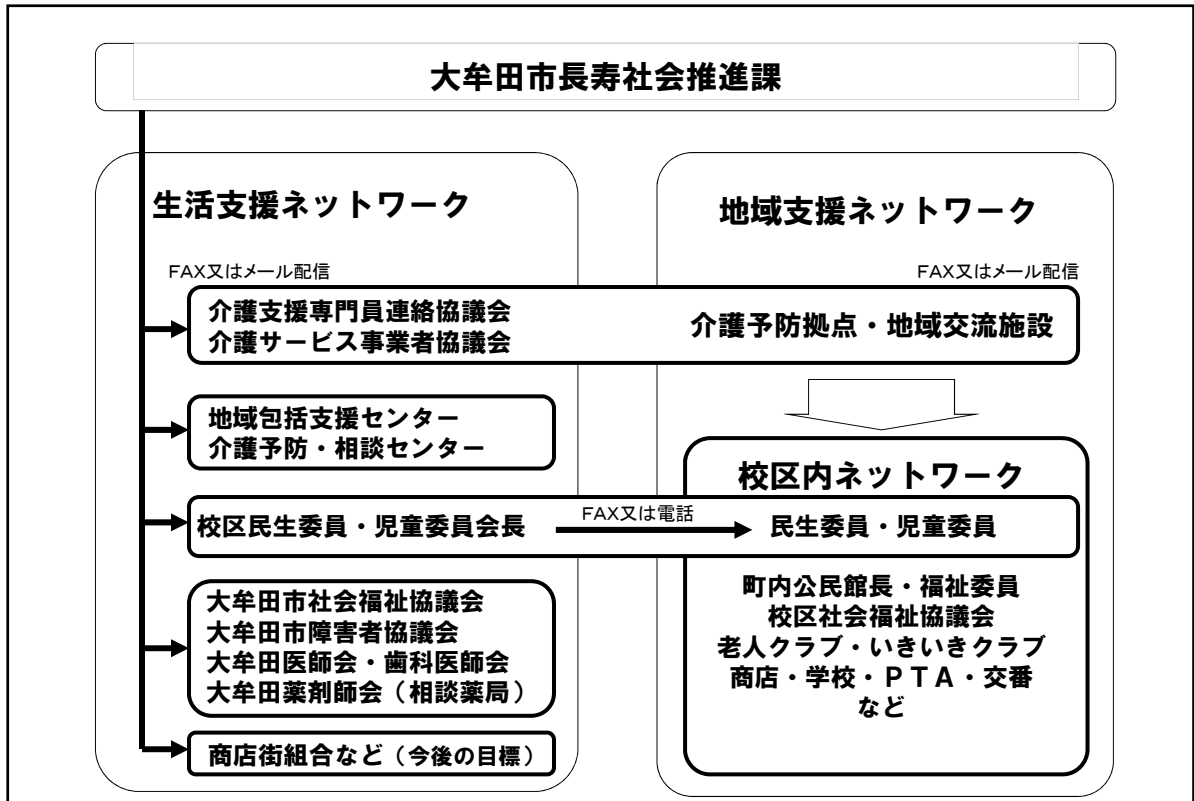 大牟田市長寿社会推進課
生活支援ネットワーク
FAX又はメール配信
介護支援専門員連絡協議会
介護サービス事業者協議会
地域包括支援センター
介護予防・相談センター
校区民生委員・児童委員会長
FAX又は電話
大牟田市社会福祉協議会
大牟田市障害者協議会
大牟田医師会・歯科医師会
大牟田薬剤師会（相談薬局）
商店街組合など（今後の目標）
地域支援ネットワーク
FAX又はメール配信
介護予防拠点・地域交流施設
校区内ネットワーク
民生委員・児童委員
町内公民館長・福祉委員
校区社会福祉協議会
老人クラブ・いきいきクラブ
商店・学校・ＰＴＡ・交番
など